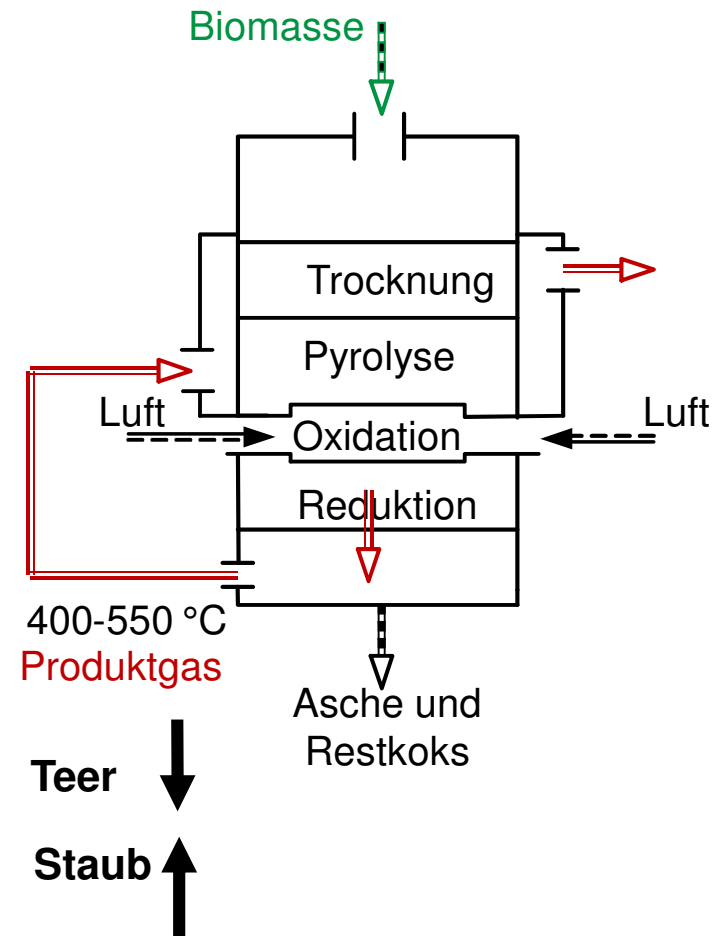 Biomasse
Trocknung
Pyrolyse
Luft
Oxidation
Luft
Reduktion
400-550 °C
Produktgas
Asche und
Restkoks
Teer
Staub